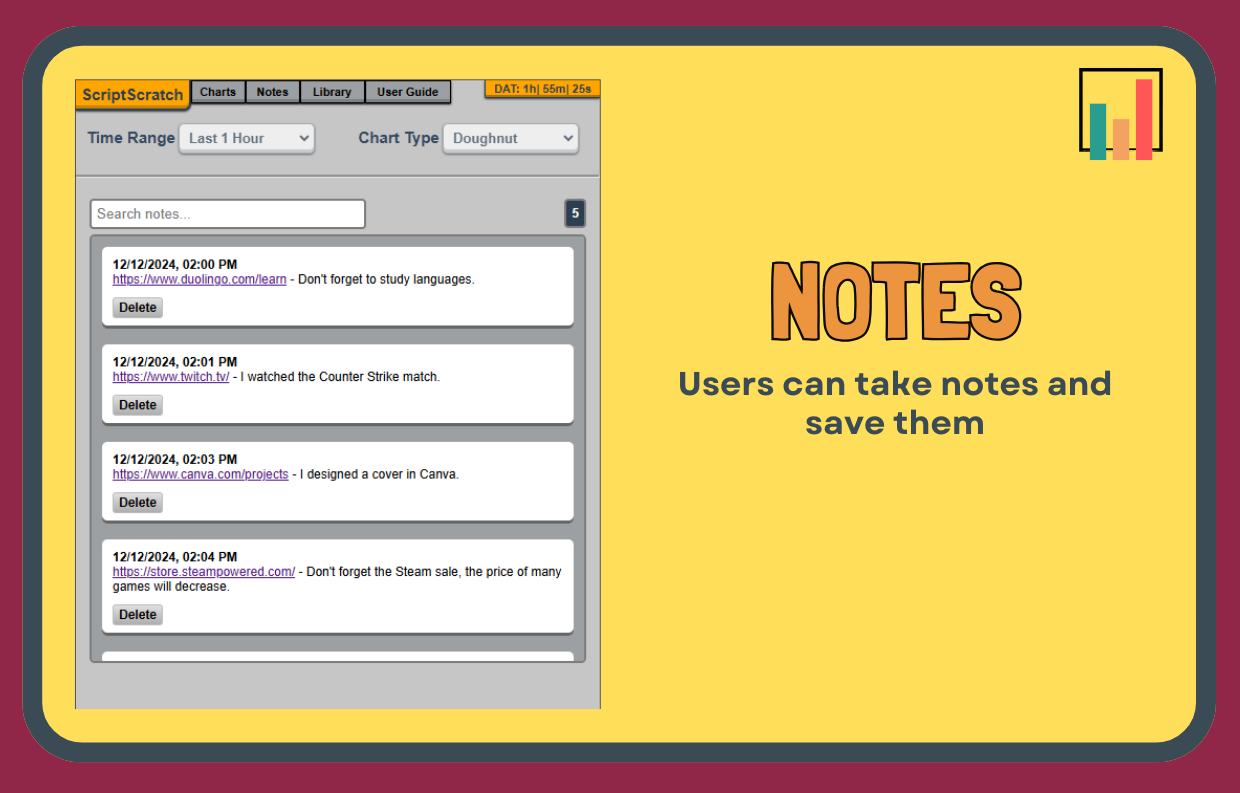 ScriptScratch
Charts
Notes
Library
User Guide
DAT: 1h| 55m| 25s
Time Range
Last 1 Hour
Chart Type
Doughnut
Search notes...
5
12/12/2024, 02:00 PM
https://www.duolingo.com/learn - Don't forget to study languages.
Delete
12/12/2024, 02:01 PM
https://www.twitch.tv/ - I watched the Counter Strike match.
Delete
12/12/2024, 02:03 PM
https://www.canva.com/projects - I designed a cover in Canva.
Delete
12/12/2024, 02:04 PM
https://store.steampowered.com/ - Don't forget the Steam sale, the price of many
games will decrease.
Delete
NOTES
Users can take notes and
save them